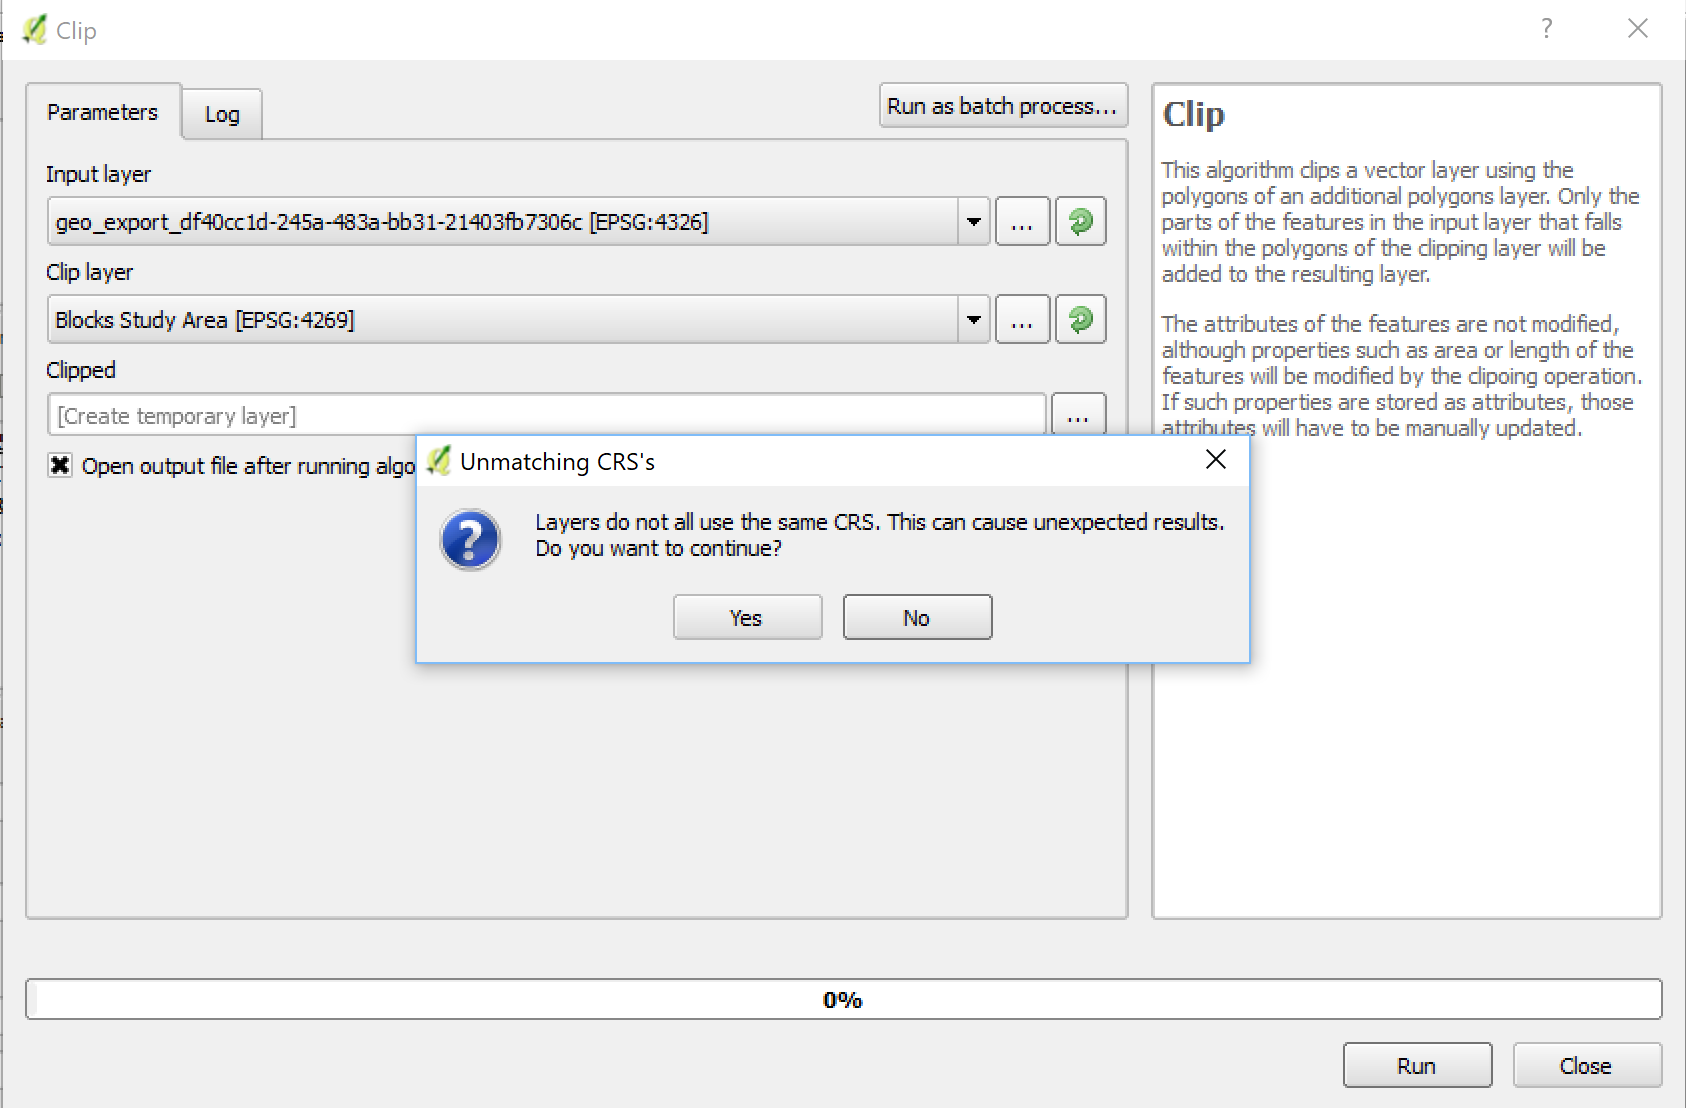 Clip
?
Parameters
Log
Run as batch process...
Input layer
geo_export_df40cc1d-245a-483a-bb31-21403fb7306c [EPSG:4326]
...
Clip layer
Blocks Study Area [EPSG:4269]
...
Clipped
[Create temporary layer]
...
Open output file after running algo
Clip
This algorithm clips a vector layer using the
polygons of an additional polygons layer. Only the
parts of the features in the input layer that falls
within the polygons of the clipping layer will be
added to the resulting layer.
The attributes of the features are not modified,
although properties such as area or length of the
features will be modified by the clipoing operation.
If such properties are stored as attributes, those
attributes will have to be manually updated.
Unmatching CRS's
?
Layers do not all use the same CRS. This can cause unexpected results.
Do you want to continue?
Yes
No
0%
Run
Close